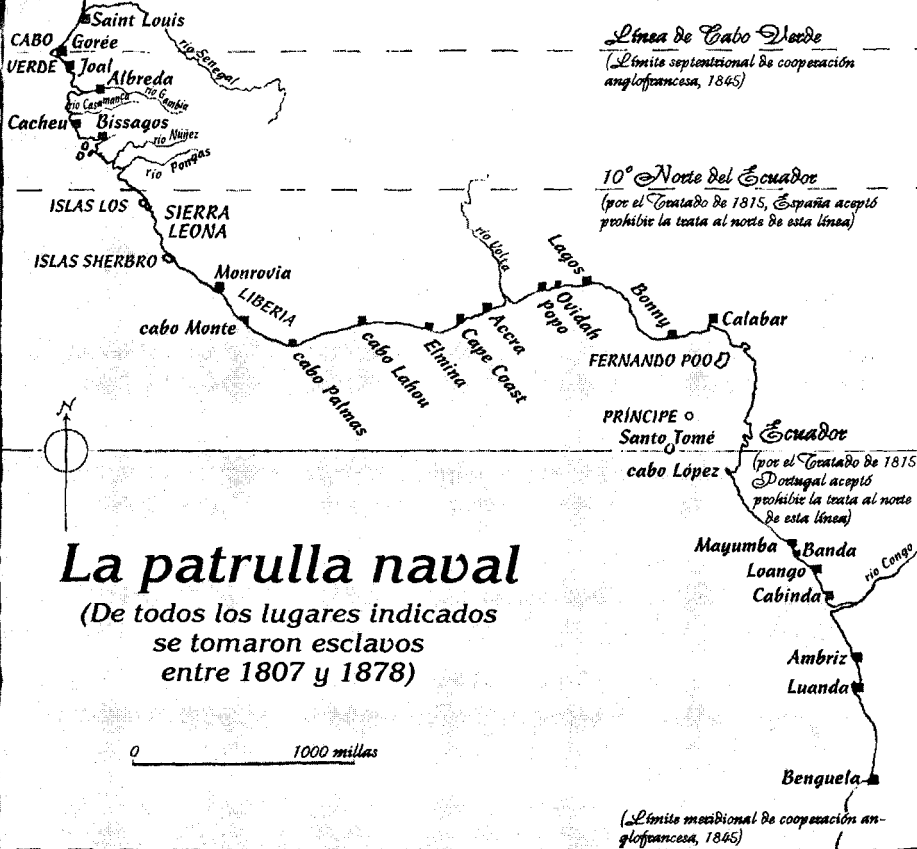 Saint Louis
CABO
Gorée
VERDE
Joal
río Senegal
Albreda
río Gambia
río Casamanca
Cacheu
Bissagos
río Núñez
río Pongas
Línea de Cabo Verde
(Límite septentrional de cooperación
anglofrancesa, 1845)
10° Norte del Ecuador
(por el Tratado de 1815, España aceptó
prohibir la trata al norte de esta línea)
ISLAS LOS
SIERRA
LEONA
ISLAS SHERBRO
Monrovia
LIBERIA
cabo Monte
cabo Palmas
cabo Lahou
Elmina
Cape Coast
Accra
río Volta
Popo
Ovidah
Lagos
Bonny
Calabar
FERNANDO POO
PRÍNCIPE
Santo Tomé
cabo López
Ecuador
(por el Tratado de 1815
Portugal aceptó
prohibir la trata al norte
de esta línea)
N
La patrulla naval
(De todos los lugares indicados
se tomaron esclavos
entre 1807 y 1878)
0 1000 millas
Mayumba
Banda
Loango
río Congo
Cabinda
Ambriz
Luanda
Benguela
(Límite meridional de cooperación an-
glofrancesa, 1845)